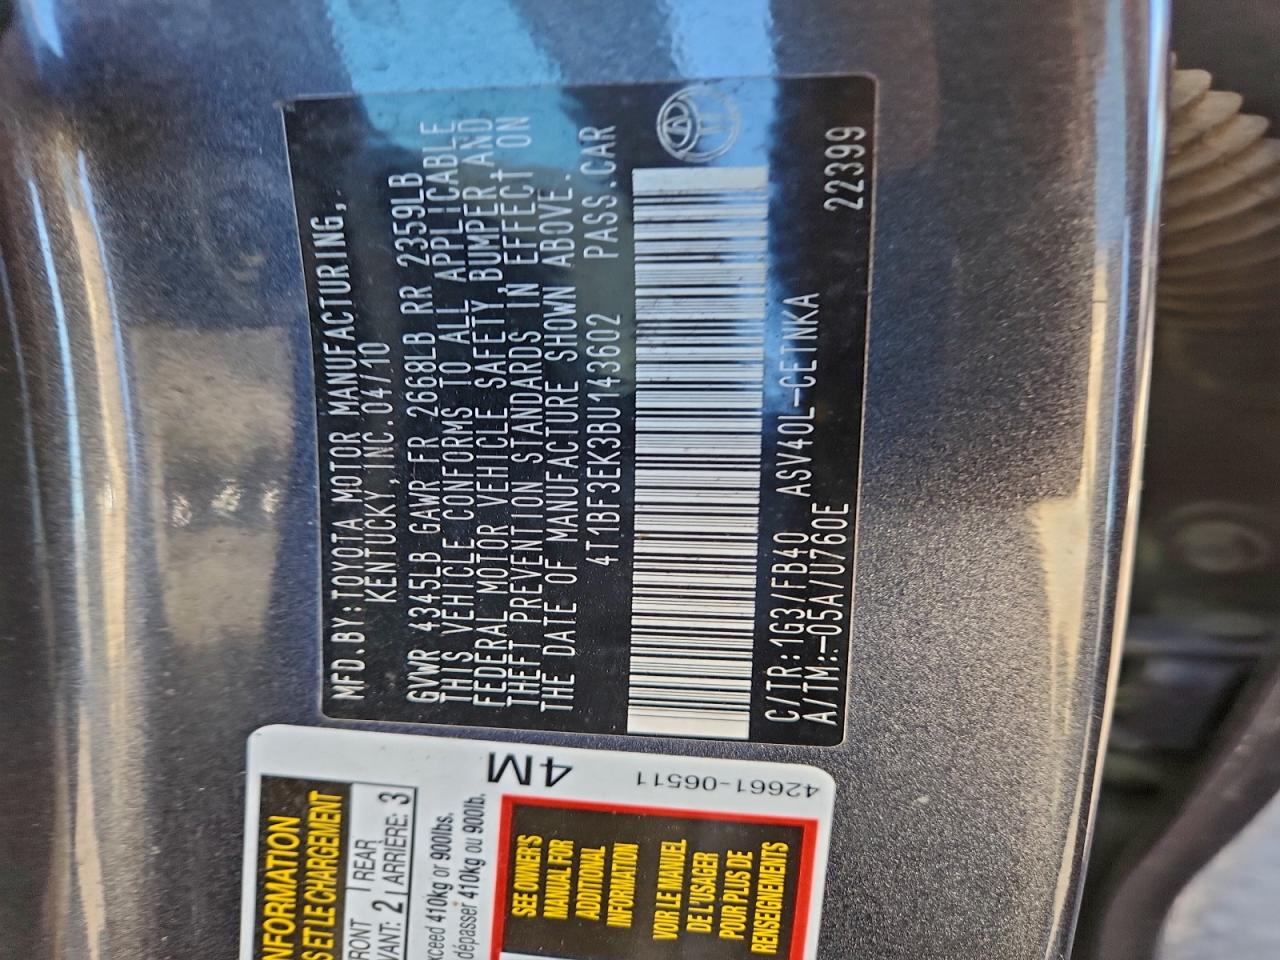 MFD.BY:TOYOTA MOTOR MANUFACTURING,
KENTUCKY,INC.04/10
GVWR 4345LB GAWR FR 2668LB RR 2359LB
THIS VEHICLE CONFORMS TO ALL APPLICABLE
FEDERAL MOTOR VEHICLE SAFETY,BUMPER,AND
THEFT PREVENTION STANDARDS IN EFFECT ON
THE DATE OF MANUFACTURE SHOWN ABOVE.
4T1BF3EK3BU143602 PASS.CAR
C/TR:1G3/FB40 ASV40L-CETNKA
A/TM:-05A/U760E 22399
4M
42661-06511
NFORMATION
S ET LE CHARGEMENT
RONT | REAR
VANT: 2 | ARRIÈRE: 3
xceed 410kg or 900lbs.
dépasser 410kg ou 900lb.
SEE OWNER'S
MANUAL FOR
ADDITIONAL
INFORMATION
VOIR LE MANUEL
DE L'USAGER
POUR PLUS DE
RENSEIGNEMENTS